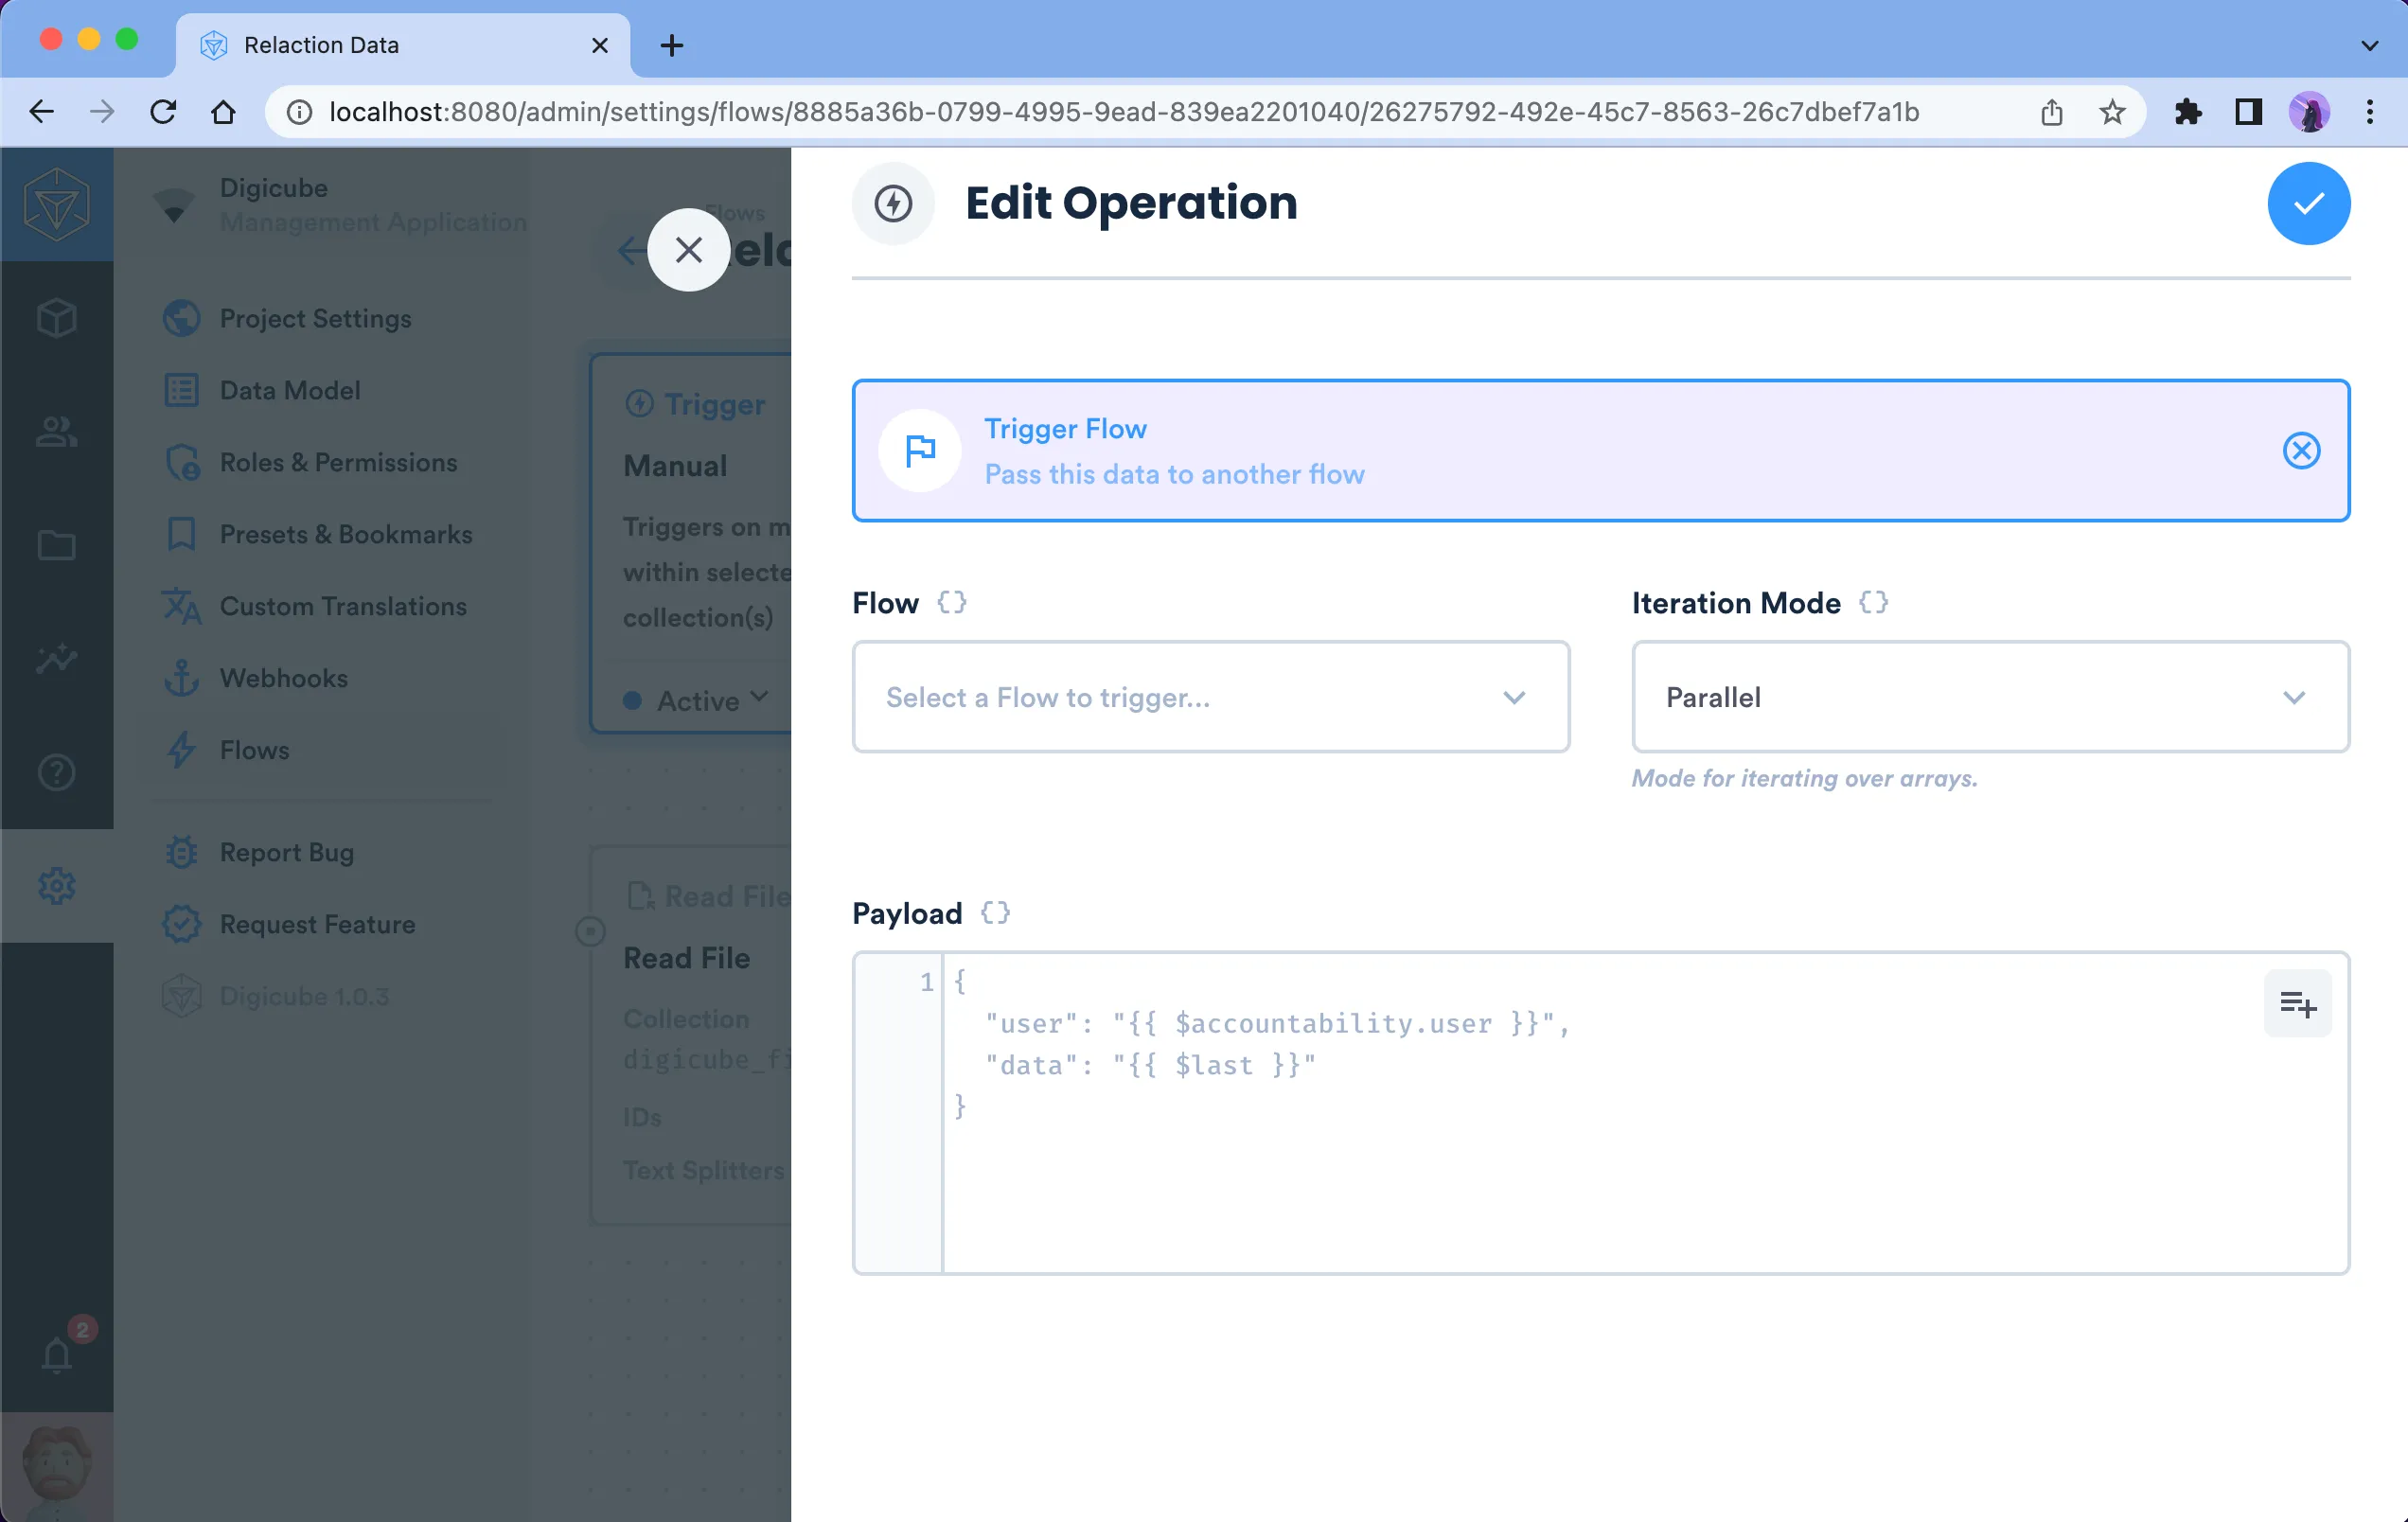 Relaction Data
localhost:8080/admin/settings/flows/8885a36b-0799-4995-9ead-839ea2201040/26275792-492e-45c7-8563-26c7dbef7a1b
Digicube
Management Application
Project Settings
Data Model
Roles & Permissions
Presets & Bookmarks
Custom Translations
Webhooks
Flows
Report Bug
Request Feature
Digicube 1.0.3
2
Flows
Trigger
Manual
Triggers on m
within selecte
collection(s)
Active
Read File
Read File
Collection
digicube_fi
IDs
Text Splitters
Edit Operation
Trigger Flow
Pass this data to another flow
Flow {}
Select a Flow to trigger...
Iteration Mode {}
Parallel
Mode for iterating over arrays.
Payload {}
1 {
"user": "{{ $accountability.user }}",
"data": "{{ $last }}"
}